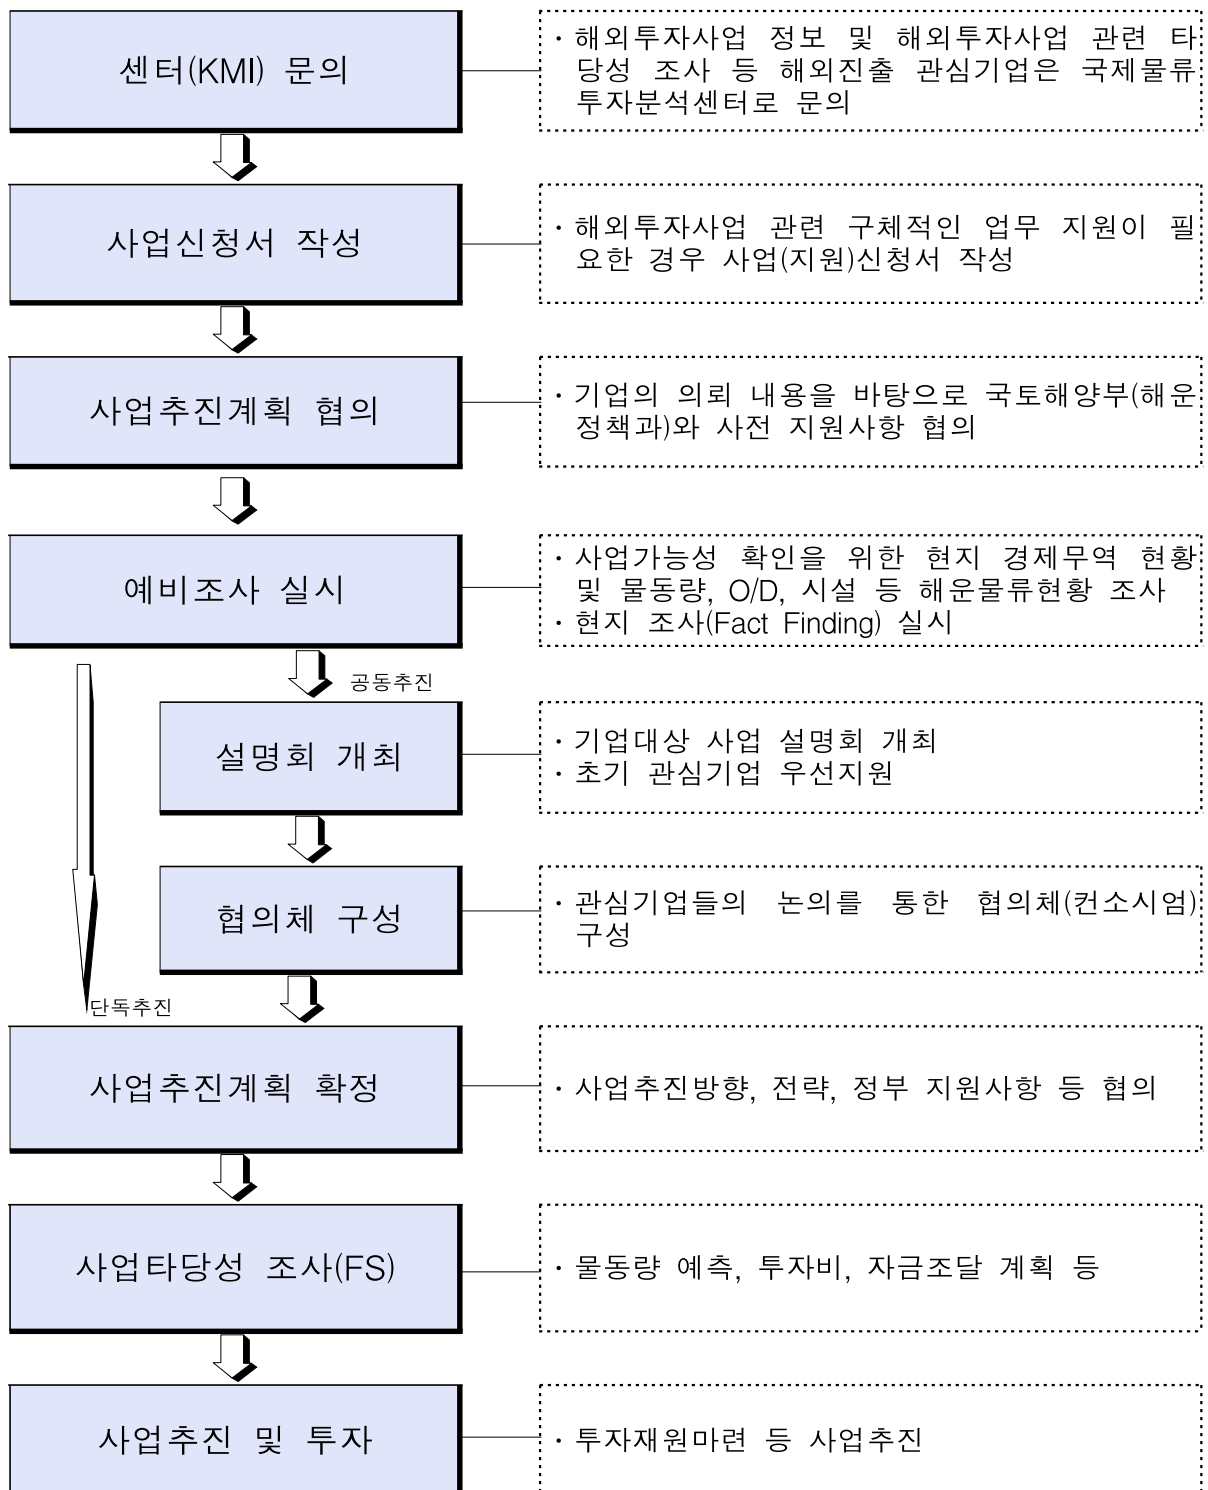 센터(KMI) 문의
· 해외투자사업 정보 및 해외투자사업 관련 타
당성 조사 등 해외진출 관심기업은 국제물류
투자분석센터로 문의
사업신청서 작성
· 해외투자사업 관련 구체적인 업무 지원이 필
요한 경우 사업(지원)신청서 작성
사업추진계획 협의
· 기업의 의뢰 내용을 바탕으로 국토해양부(해운
정책과)와 사전 지원사항 협의
예비조사 실시
· 사업가능성 확인을 위한 현지 경제무역 현황
및 물동량, O/D, 시설 등 해운물류현황 조사
· 현지 조사(Fact Finding) 실시
공동추진
설명회 개최
· 기업대상 사업 설명회 개최
· 초기 관심기업 우선지원
협의체 구성
· 관심기업들의 논의를 통한 협의체(컨소시엄)
구성
단독추진
사업추진계획 확정
· 사업추진방향, 전략, 정부 지원사항 등 협의
사업타당성 조사(FS)
· 물동량 예측, 투자비, 자금조달 계획 등
사업추진 및 투자
· 투자재원마련 등 사업추진